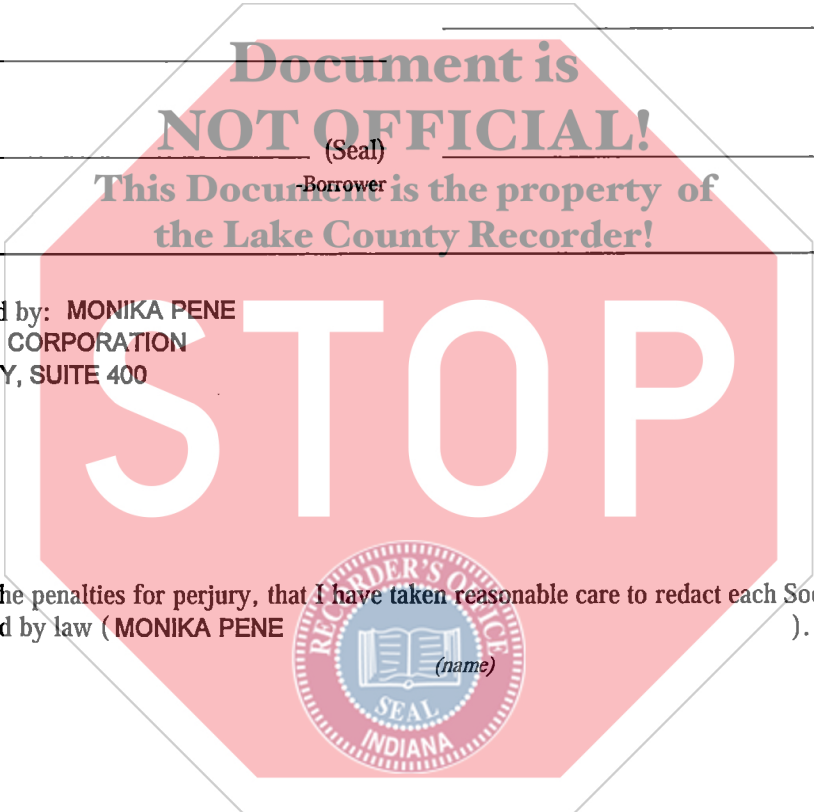 Document is
NOT OFFICIAL!
(Seal)
This Document is the property of
-Borrower
the Lake County Recorder!
d by: MONIKA PENE
CORPORATION
Y, SUITE 400
STOP
he penalties for perjury, that I have taken reasonable care to redact each Soc
d by law ( MONIKA PENE ).
(name)
RECORDER'S OFFICE
SEAL
INDIANA